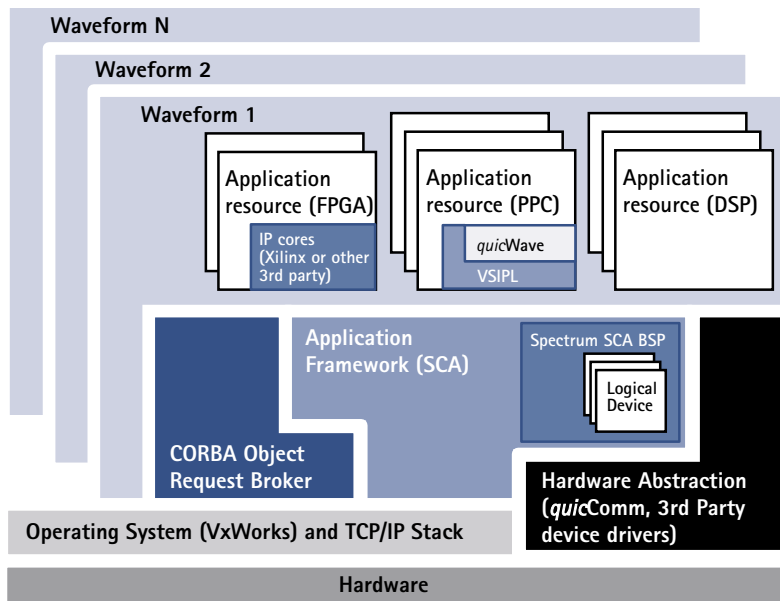 Waveform N
Waveform 2
Waveform 1
Application
resource (FPGA)
IP cores
(Xilinx or other
3rd party)
Application
resource (PPC)
quicWave
VSIPL
Application
resource (DSP)
Application
Framework (SCA)
Spectrum SCA BSP
Logical
Device
CORBA Object
Request Broker
Hardware Abstraction
(quicComm, 3rd Party
device drivers)
Operating System (VxWorks) and TCP/IP Stack
Hardware